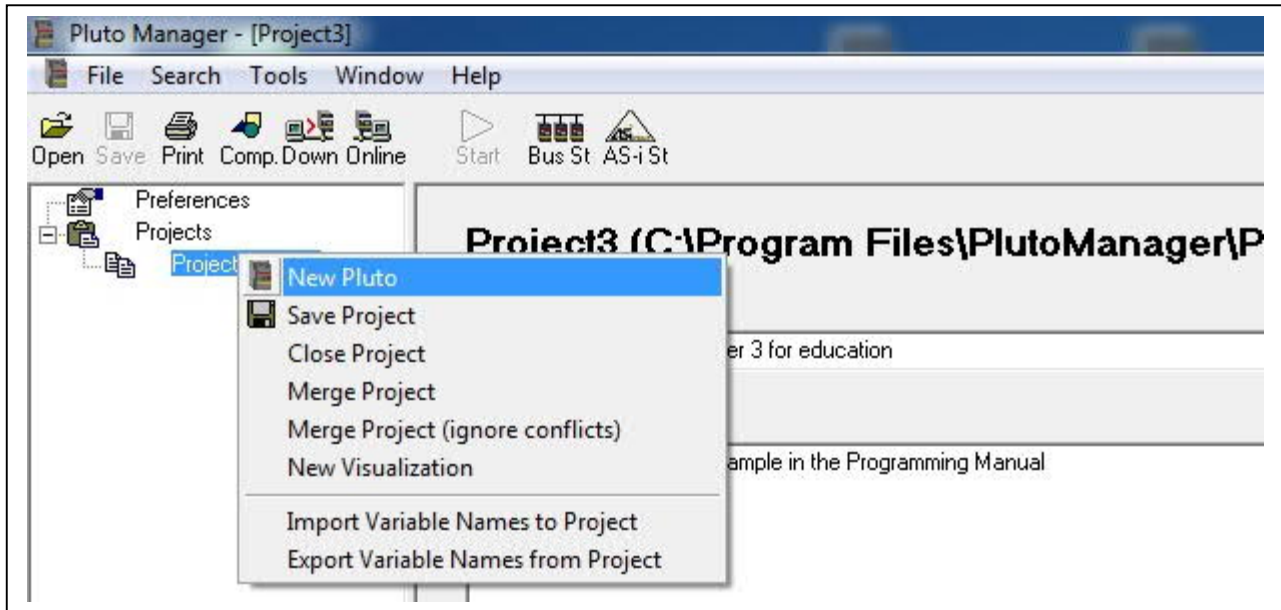 Pluto Manager - [Project3]
File Search Tools Window Help
Open Save Print Comp. Down Online Start Bus St AS-i St
Preferences
Projects
Project
Project3 (C:\Program Files\PlutoManager\P
New Pluto
Save Project
Close Project
er 3 for education
Merge Project
Merge Project (ignore conflicts)
New Visualization
ample in the Programming Manual
Import Variable Names to Project
Export Variable Names from Project